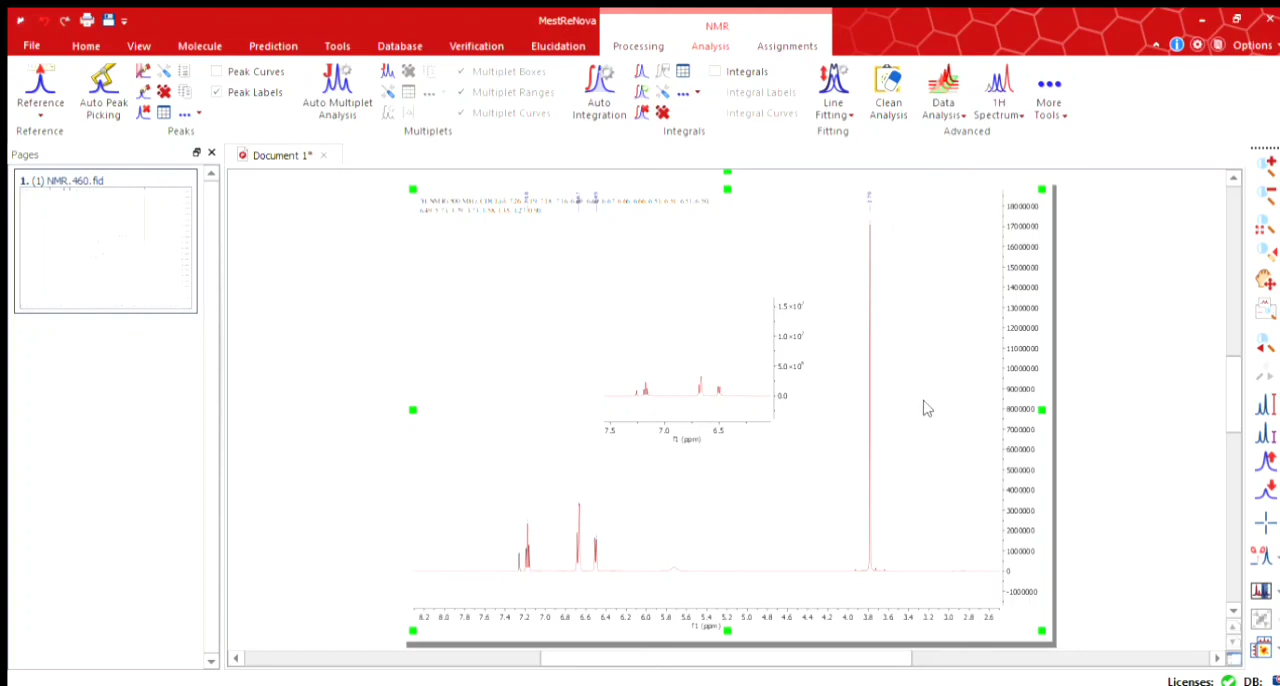 MestReNova
NMR
File Home View Molecule Prediction Tools Database Verification Elucidation Processing Analysis Assignments Options
Peak Curves Multiplet Boxes Integrals
Peak Labels Multiplet Ranges Integral Labels
Multiplet Curves Integral Curves
Reference Auto Peak Picking Auto Multiplet Analysis Auto Integration Line Fitting Clean Analysis Data Analysis 1H Spectrum More Tools
Reference Peaks Multiplets Integrals Fitting Advanced
Pages
Document 1*
1. (1) NMR.460.fid
18000000
17000000
16000000
15000000
14000000
13000000
12000000
11000000
10000000
9000000
8000000
7000000
6000000
5000000
4000000
3000000
2000000
1000000
0
-1000000
1.5×10⁷
1.0×10⁷
5.0×10⁶
0.0
7.5 7.0 6.5
f1 (ppm)
8.2 8.0 7.8 7.6 7.4 7.2 7.0 6.8 6.6 6.4 6.2 6.0 5.8 5.6 5.4 5.2 5.0 4.8 4.6 4.4 4.2 4.0 3.8 3.6 3.4 3.2 3.0 2.8 2.6
f1 (ppm)
Licenses: DB: